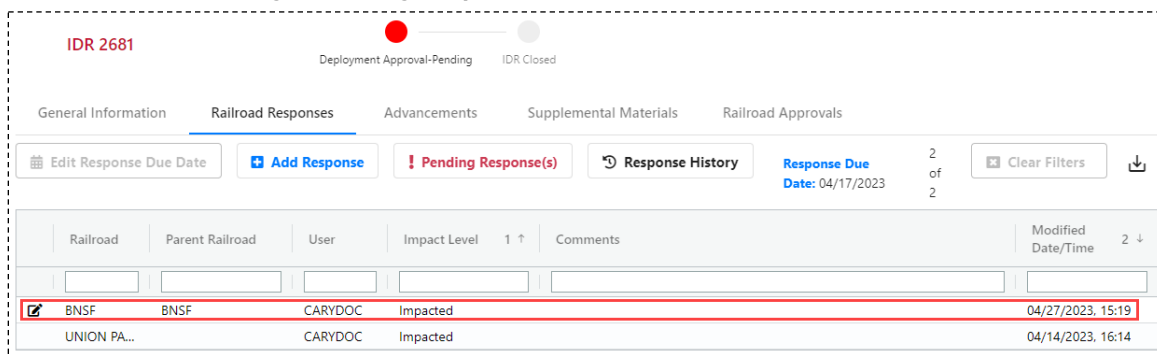 IDR 2681
Deployment Approval-Pending IDR Closed
General Information Railroad Responses Advancements Supplemental Materials Railroad Approvals
Edit Response Due Date Add Response ! Pending Response(s) Response History Response Due Date: 04/17/2023 2 of 2 Clear Filters
Railroad Parent Railroad User Impact Level 1 ↑ Comments Modified Date/Time 2 ↓
BNSF BNSF CARYDOC Impacted 04/27/2023, 15:19
UNION PA... CARYDOC Impacted 04/14/2023, 16:14